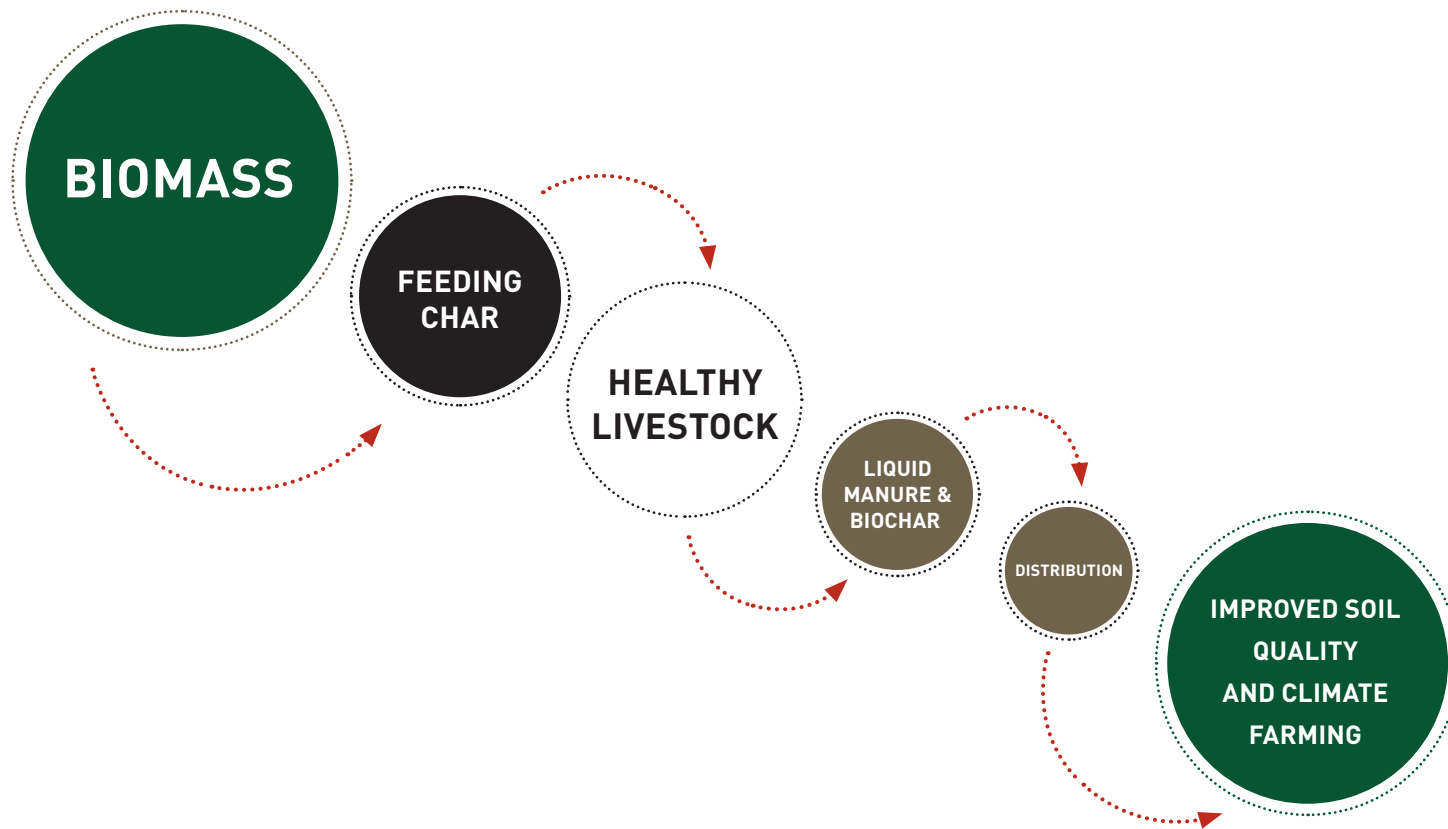 BIOMASS
FEEDING
CHAR
HEALTHY
LIVESTOCK
LIQUID
MANURE &
BIOCHAR
DISTRIBUTION
IMPROVED SOIL
QUALITY
AND CLIMATE
FARMING